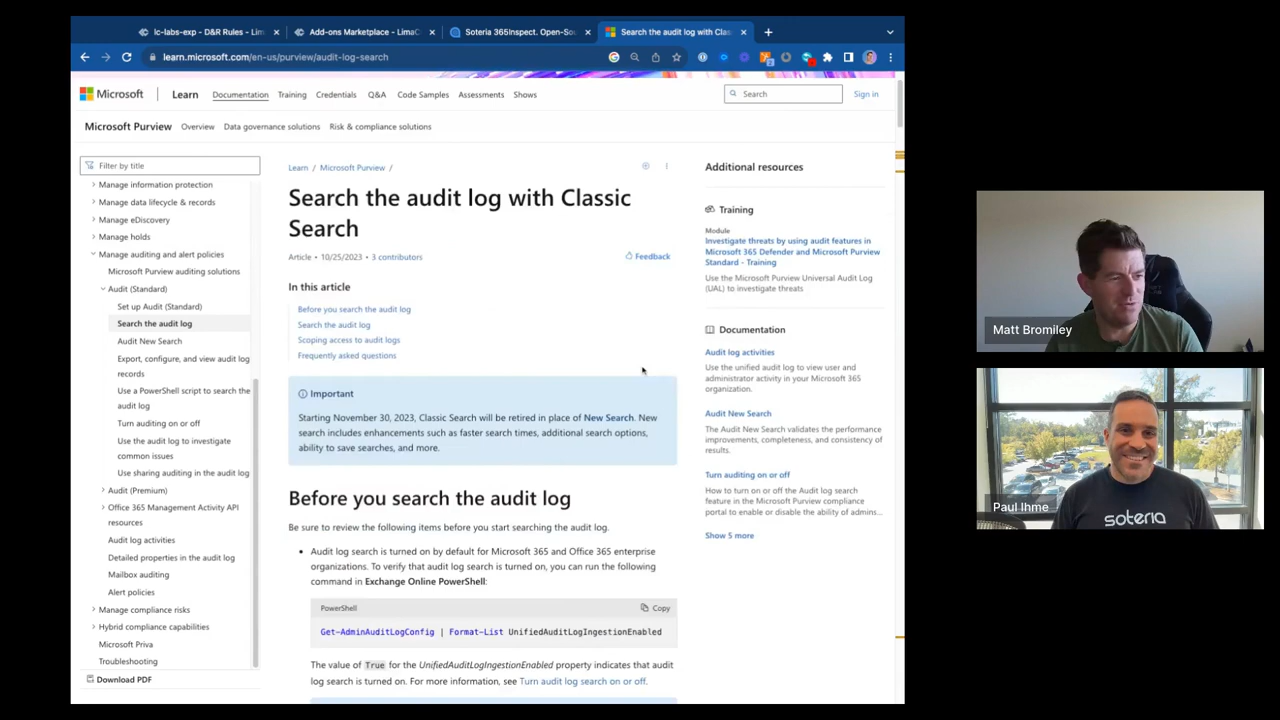 lc-labs-exp - D&R Rules - Lim
Add-ons Marketplace - LimaC
Soteria 365Inspect. Open-So
Search the audit log with Clas
learn.microsoft.com/en-us/purview/audit-log-search
Microsoft
Learn
Documentation
Training
Credentials
Q&A
Code Samples
Assessments
Shows
Search
Sign in
Microsoft Purview
Overview
Data governance solutions
Risk & compliance solutions
Filter by title
Manage information protection
Manage data lifecycle & records
Manage eDiscovery
Manage holds
Manage auditing and alert policies
Microsoft Purview auditing solutions
Audit (Standard)
Set up Audit (Standard)
Search the audit log
Audit New Search
Export, configure, and view audit log
records
Use a PowerShell script to search the
audit log
Turn auditing on or off
Use the audit log to investigate
common issues
Use sharing auditing in the audit log
Audit (Premium)
Office 365 Management Activity API
resources
Audit log activities
Detailed properties in the audit log
Mailbox auditing
Alert policies
Manage compliance risks
Hybrid compliance capabilities
Microsoft Priva
Troubleshooting
Download PDF
Learn / Microsoft Purview /
Search the audit log with Classic
Search
Article • 10/25/2023 • 3 contributors
Feedback
In this article
Before you search the audit log
Search the audit log
Scoping access to audit logs
Frequently asked questions
Important
Starting November 30, 2023, Classic Search will be retired in place of New Search. New
search includes enhancements such as faster search times, additional search options,
ability to save searches, and more.
Before you search the audit log
Be sure to review the following items before you start searching the audit log.
• Audit log search is turned on by default for Microsoft 365 and Office 365 enterprise
organizations. To verify that audit log search is turned on, you can run the following
command in Exchange Online PowerShell:
PowerShell
Copy
Get-AdminAuditLogConfig | Format-List UnifiedAuditLogIngestionEnabled
The value of True for the UnifiedAuditLogIngestionEnabled property indicates that audit
log search is turned on. For more information, see Turn audit log search on or off.
Additional resources
Training
Module
Investigate threats by using audit features in
Microsoft 365 Defender and Microsoft Purview
Standard - Training
Use the Microsoft Purview Universal Audit Log
(UAL) to investigate threats
Documentation
Audit log activities
Use the unified audit log to view user and
administrator activity in your Microsoft 365
organization.
Audit New Search
The Audit New Search validates the performance
improvements, completeness, and consistency of
results.
Turn auditing on or off
How to turn on or off the Audit log search
feature in the Microsoft Purview compliance
portal to enable or disable the ability of admins...
Show 5 more
Matt Bromiley
Paul Ihme
soteria